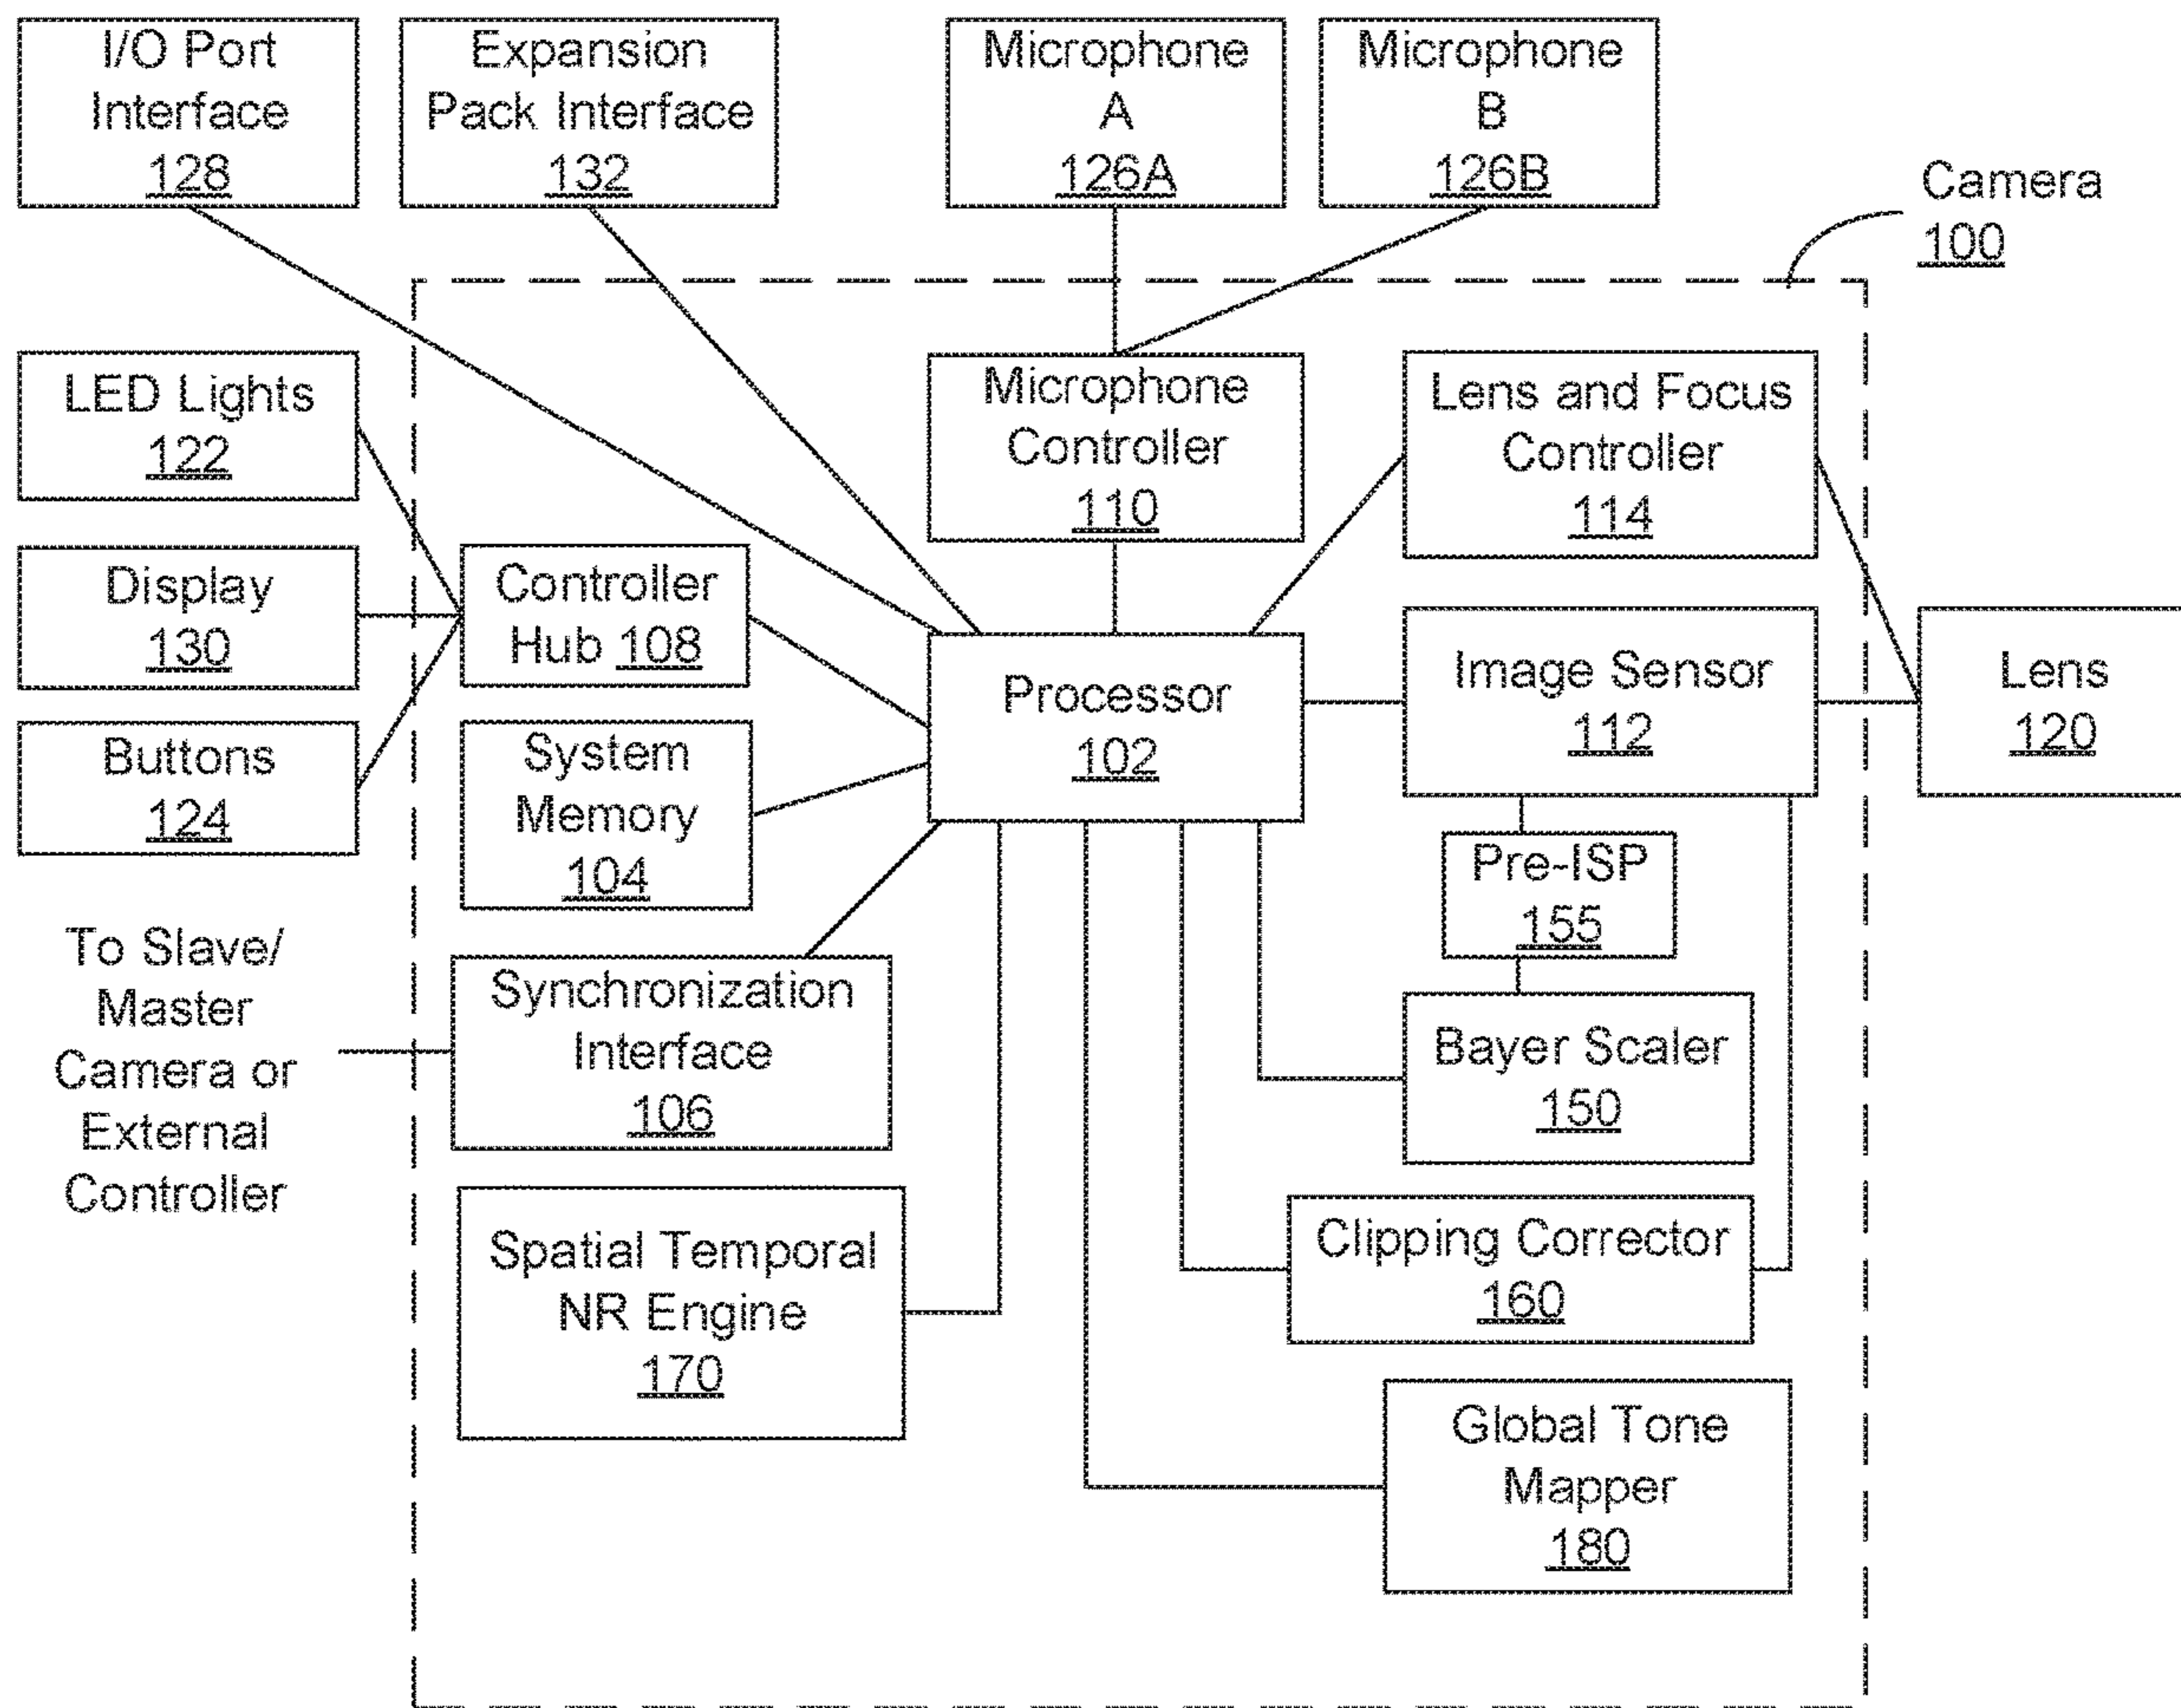 I/O Port
Interface
128
Expansion
Pack Interface
132
Microphone
A
126A
Microphone
B
126B
Camera
100
LED Lights
122
Microphone
Controller
110
Lens and Focus
Controller
114
Display
130
Controller
Hub 108
Processor
102
Image Sensor
112
Lens
120
Buttons
124
System
Memory
104
Pre-ISP
155
To Slave/
Master
Camera or
External
Controller
Synchronization
Interface
106
Bayer Scaler
150
Spatial Temporal
NR Engine
170
Clipping Corrector
160
Global Tone
Mapper
180